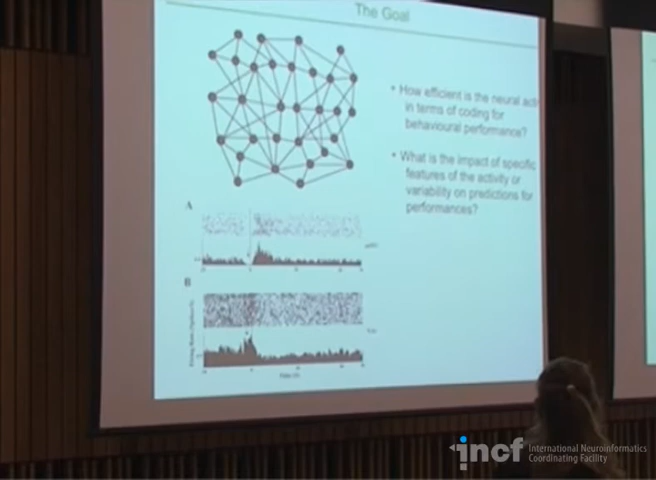 The Goal
• How efficient is the neural acti
in terms of coding for
behavioural performance?
• What is the impact of specific
features of the activity or
variability on predictions for
performances?
A
B
incf
International Neuroinformatics
Coordinating Facility